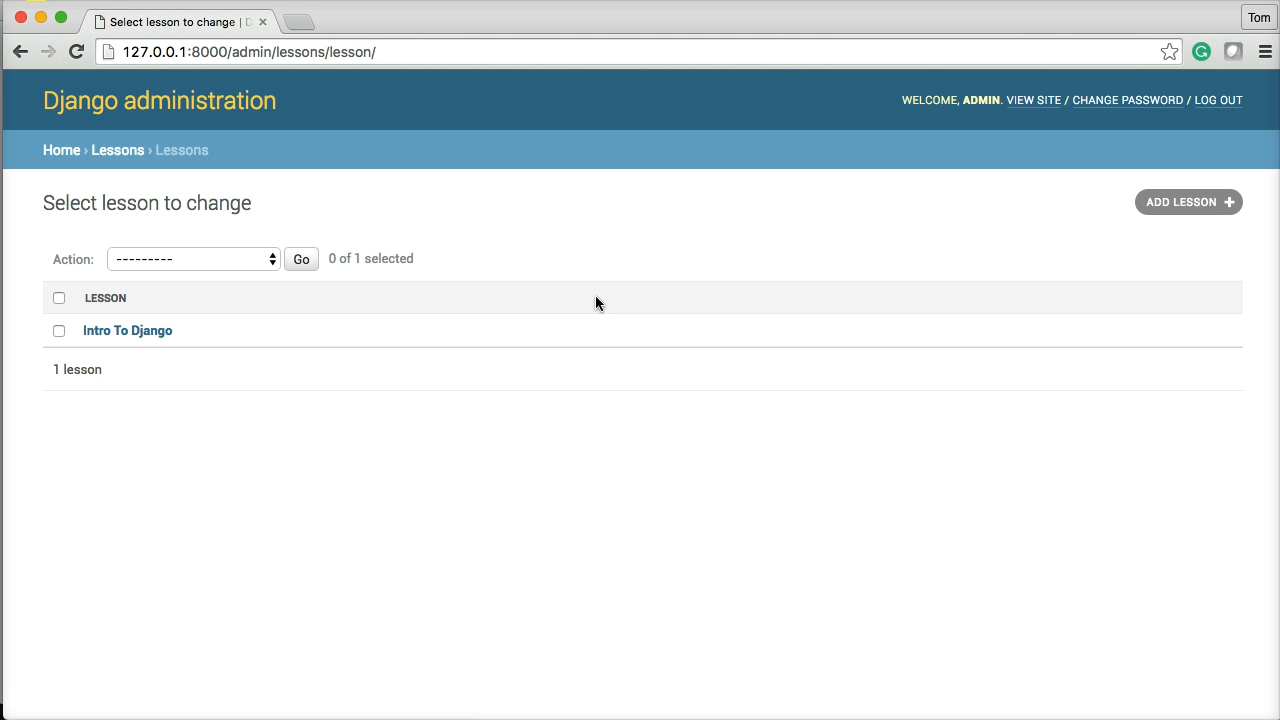 Select lesson to change | D
Tom
127.0.0.1:8000/admin/lessons/lesson/
Django administration
WELCOME, ADMIN. VIEW SITE / CHANGE PASSWORD / LOG OUT
Home › Lessons › Lessons
Select lesson to change
ADD LESSON +
Action: --------- Go 0 of 1 selected
LESSON
Intro To Django
1 lesson